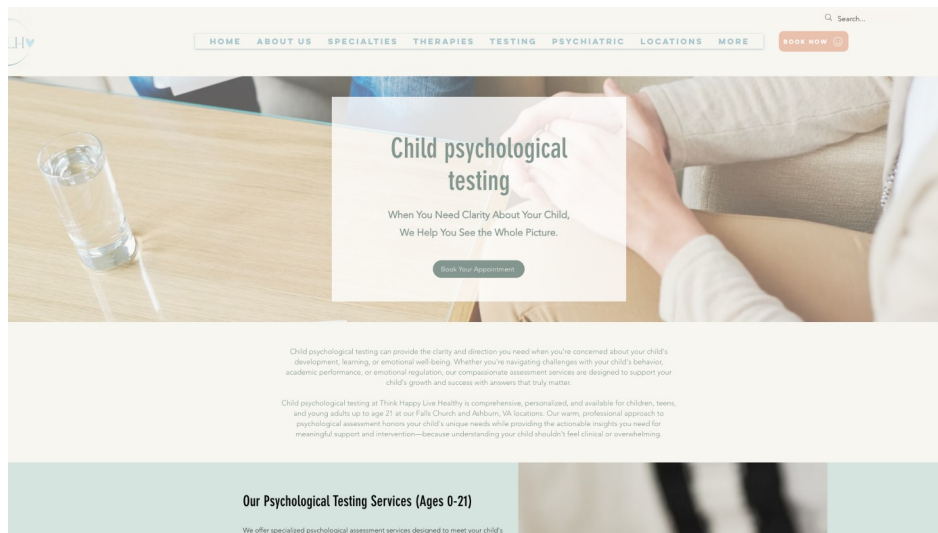 Search...
LH
HOME ABOUT US SPECIALTIES THERAPIES TESTING PSYCHIATRIC LOCATIONS MORE
BOOK NOW
Child psychological
testing
When You Need Clarity About Your Child,
We Help You See the Whole Picture.
Book Your Appointment
Child psychological testing can provide the clarity and direction you need when you're concerned about your child's
development, learning, or emotional well-being. Whether you're navigating challenges with your child's behavior,
academic performance, or emotional regulation, our compassionate assessment services are designed to support your
child's growth and success with answers that truly matter.
Child psychological testing at Think Happy Live Healthy is comprehensive, personalized, and available for children, teens,
and young adults up to age 21 at our Falls Church and Ashburn, VA locations. Our warm, professional approach to
psychological assessment honors your child's unique needs while providing the actionable insights you need for
meaningful support and intervention—because understanding your child shouldn't feel clinical or overwhelming.
Our Psychological Testing Services (Ages 0-21)
We offer specialized psychological assessment services designed to meet your child's